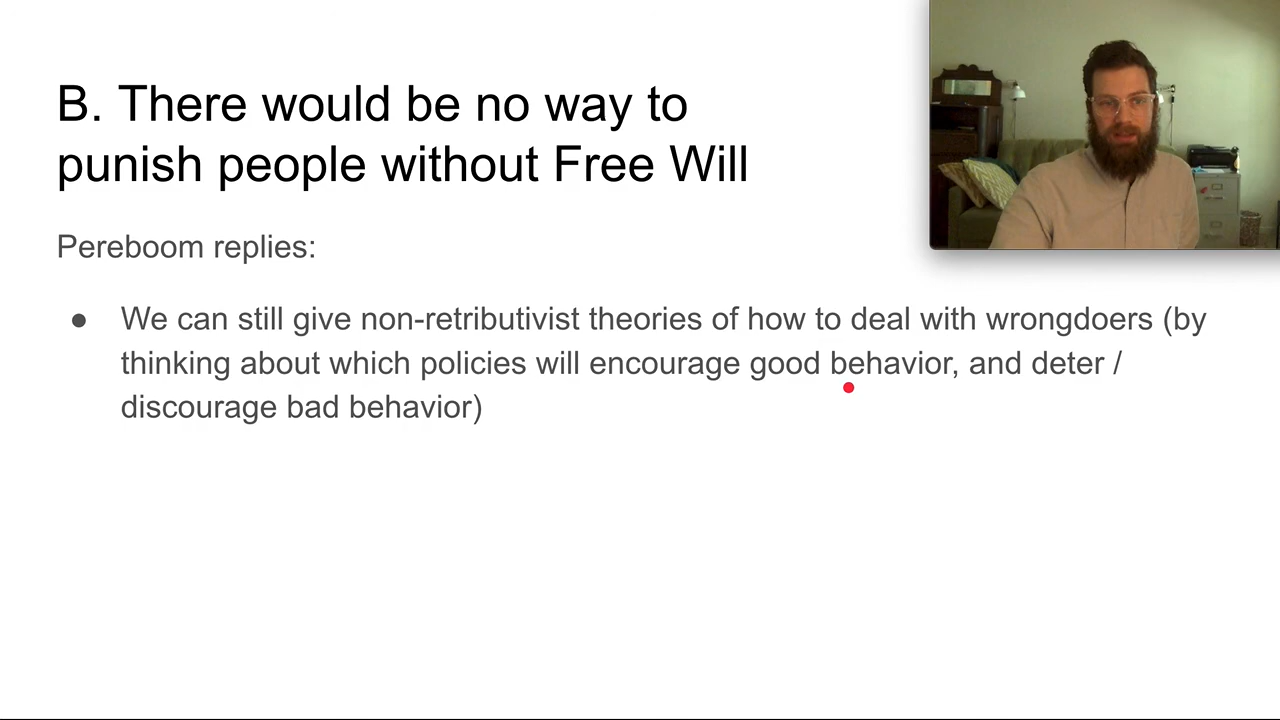 B. There would be no way to
punish people without Free Will
Pereboom replies:
● We can still give non-retributivist theories of how to deal with wrongdoers (by
thinking about which policies will encourage good behavior, and deter /
discourage bad behavior)